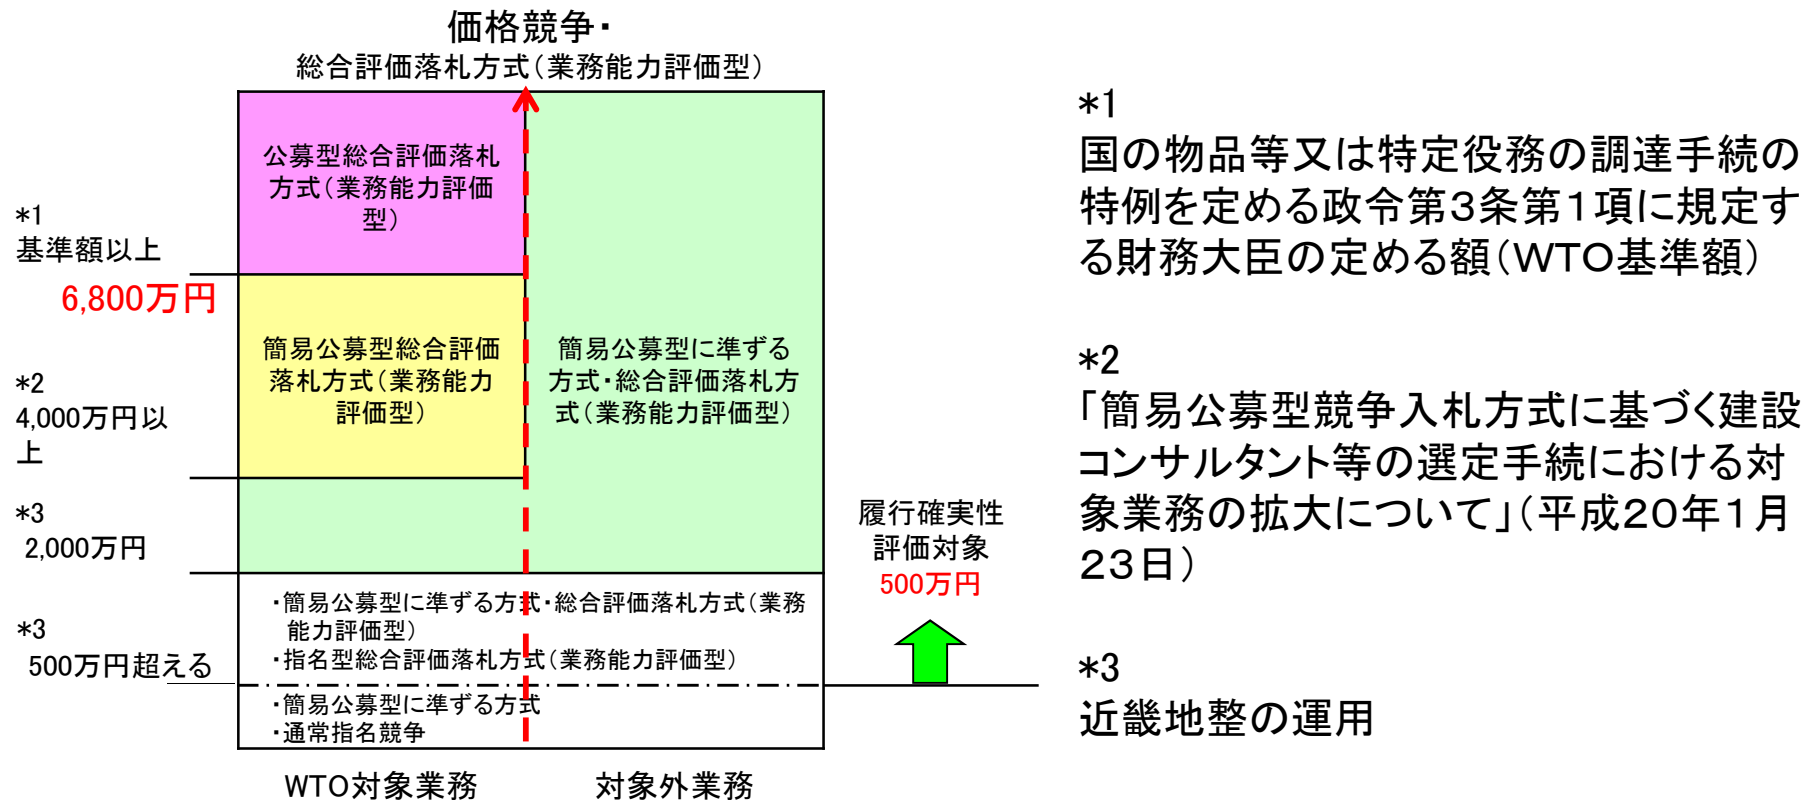 価格競争・
総合評価落札方式（業務能力評価型）
公募型総合評価落札
方式（業務能力評価
型）
*1
基準額以上
6,800万円
簡易公募型総合評価
落札方式（業務能力
評価型）
簡易公募型に準ずる
方式・総合評価落札方
式（業務能力評価型）
*2
4,000万円以
上
*3
2,000万円
履行確実性
評価対象
500万円
・簡易公募型に準ずる方式・総合評価落札方式（業務
能力評価型）
・指名型総合評価落札方式（業務能力評価型）
*3
500万円超える
・簡易公募型に準ずる方式
・通常指名競争
WTO対象業務
対象外業務
*1
国の物品等又は特定役務の調達手続の
特例を定める政令第３条第１項に規定す
る財務大臣の定める額（ＷＴＯ基準額）
*2
「簡易公募型競争入札方式に基づく建設
コンサルタント等の選定手続における対
象業務の拡大について」（平成２０年１月
２３日）
*3
近畿地整の運用